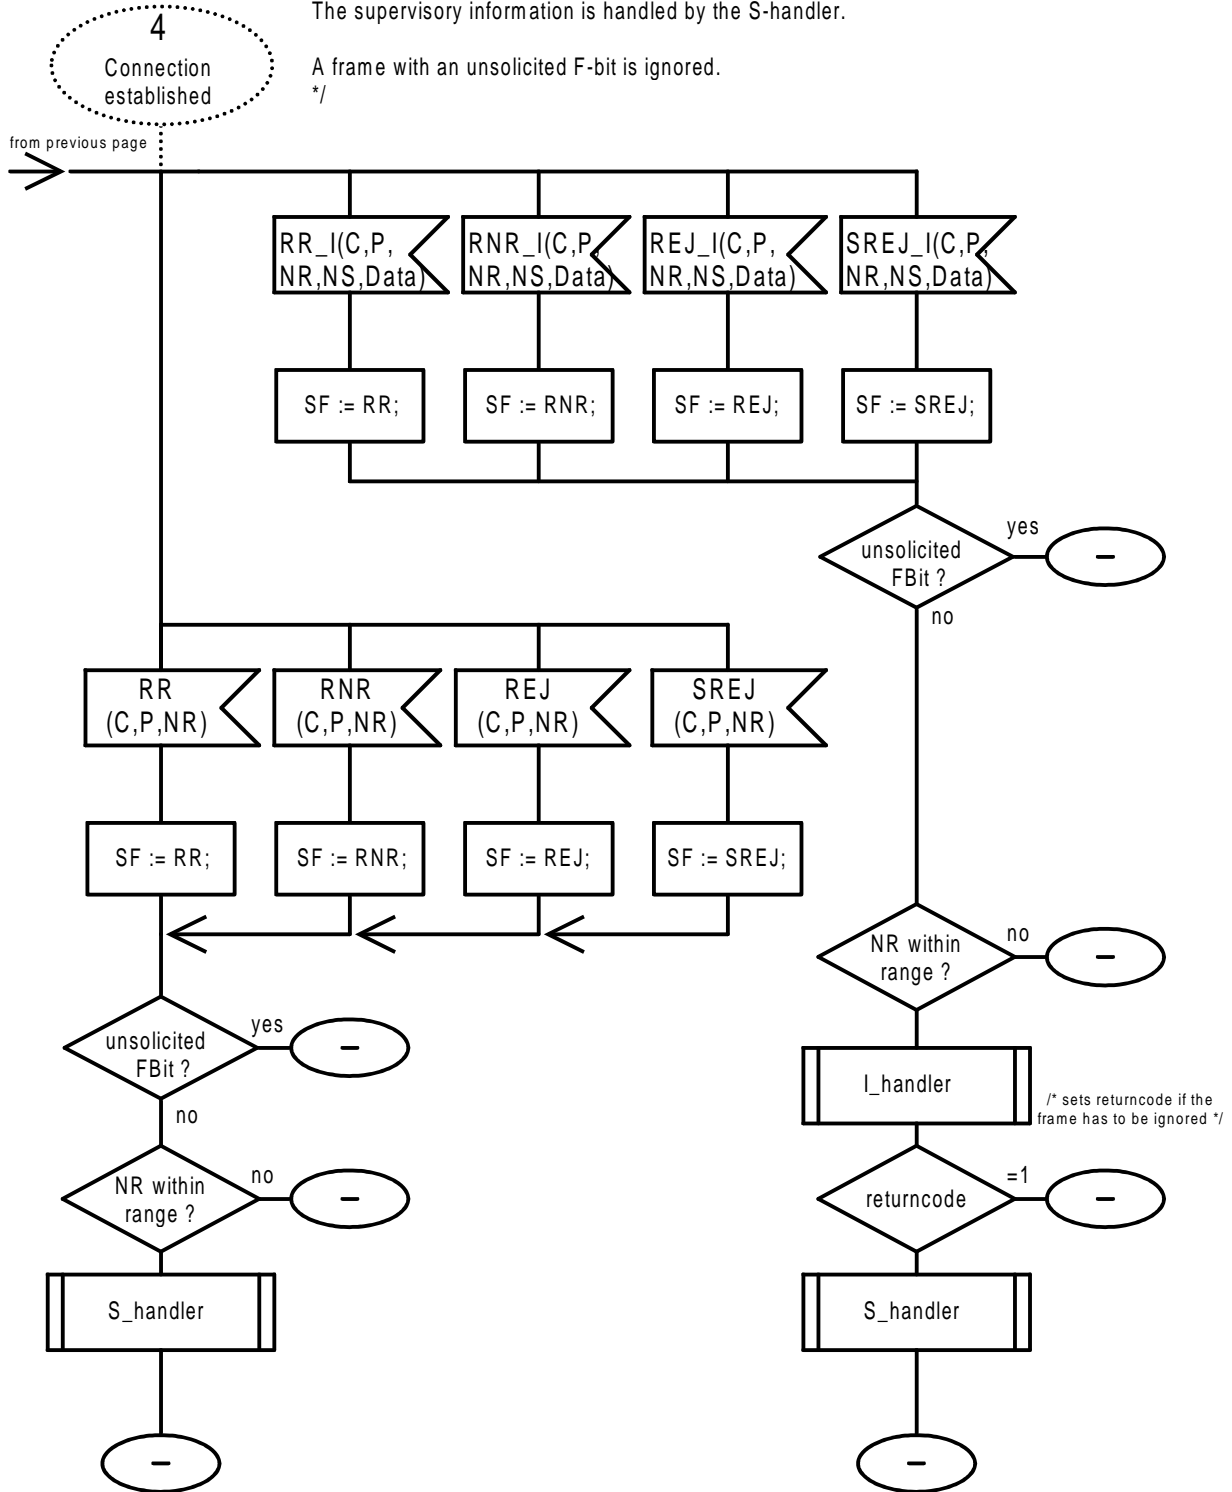 The supervisory information is handled by the S-handler.
4
Connection
established
A frame with an unsolicited F-bit is ignored.
*/
from previous page
RR_I(C,P,
NR,NS,Data)
RNR_I(C,P,
NR,NS,Data)
REJ_I(C,P,
NR,NS,Data)
SREJ_I(C,P,
NR,NS,Data)
SF := RR;
SF := RNR;
SF := REJ;
SF := SREJ;
unsolicited
FBit ?
yes
–
no
RR
(C,P,NR)
RNR
(C,P,NR)
REJ
(C,P,NR)
SREJ
(C,P,NR)
SF := RR;
SF := RNR;
SF := REJ;
SF := SREJ;
NR within
range ?
no
–
unsolicited
FBit ?
yes
–
no
I_handler
/* sets returncode if the
frame has to be ignored */
NR within
range ?
no
–
returncode
=1
–
S_handler
S_handler
–
–